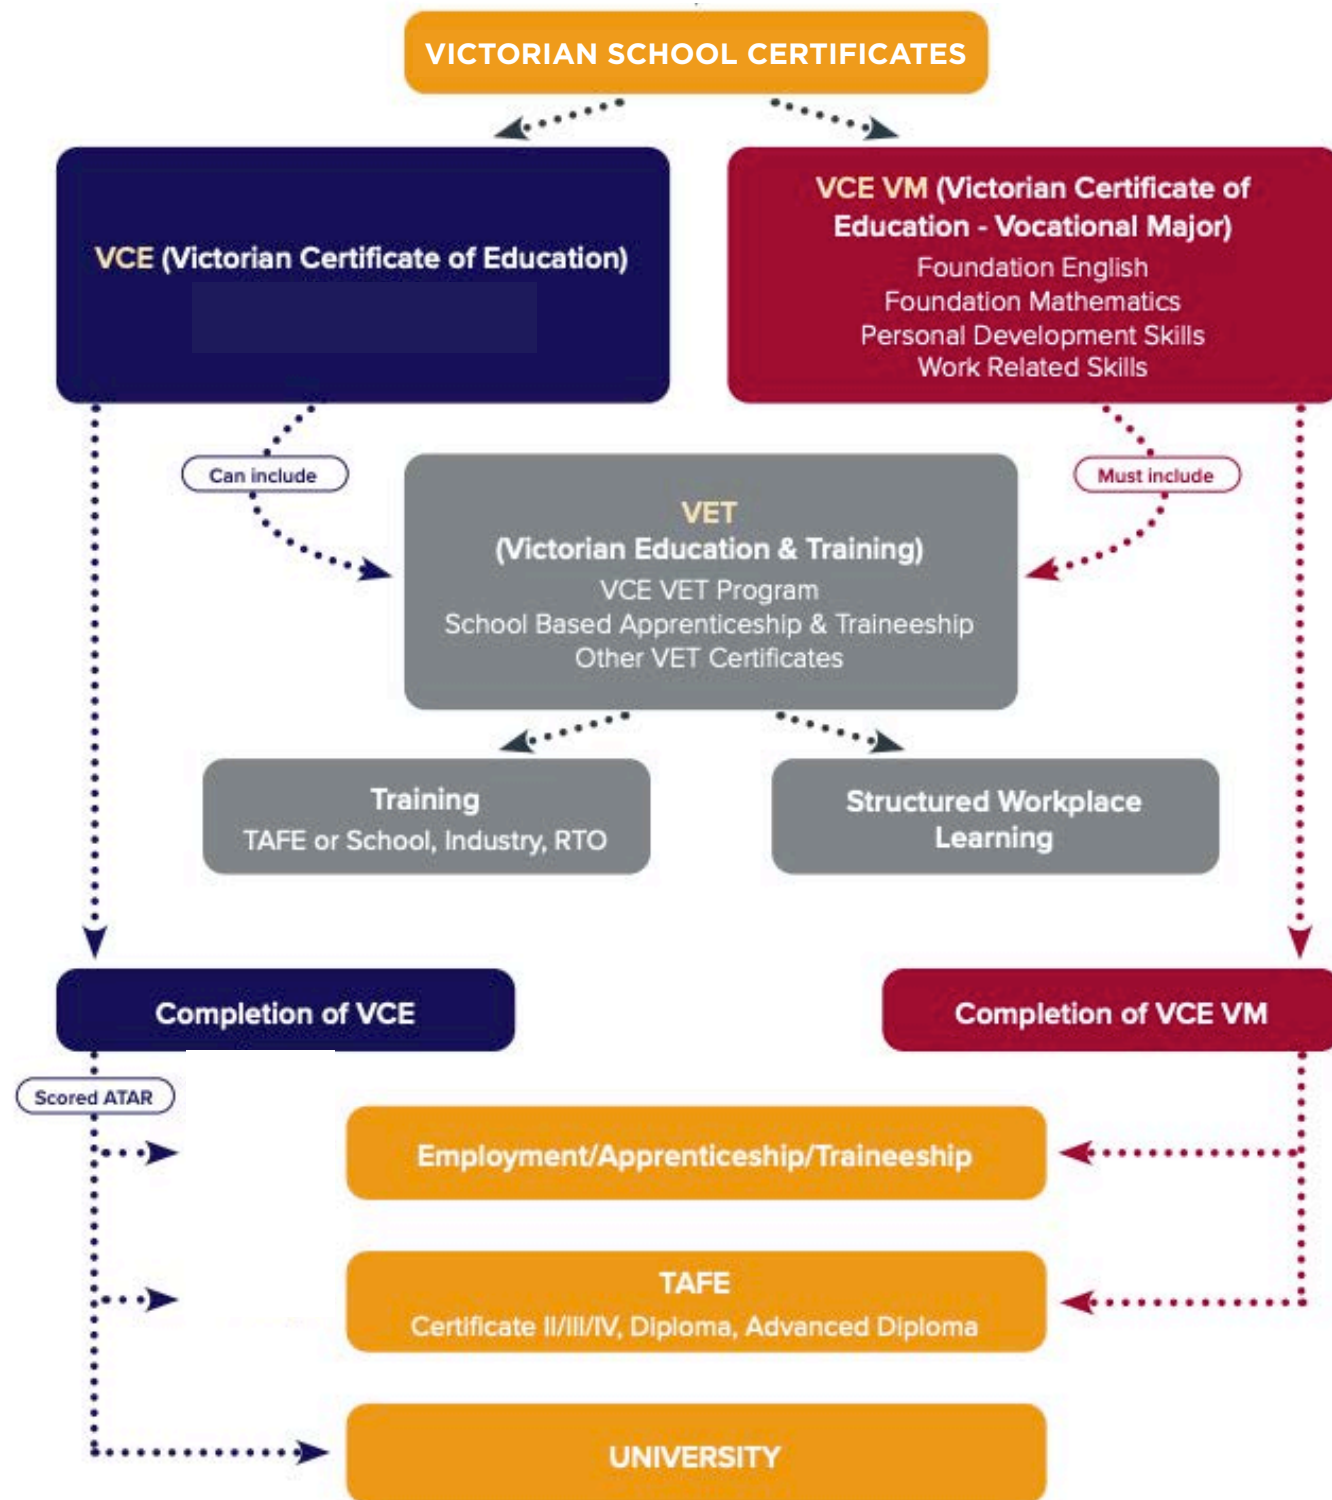 VICTORIAN SCHOOL CERTIFICATES
VCE (Victorian Certificate of Education)
VCE VM (Victorian Certificate of
Education - Vocational Major)
Foundation English
Foundation Mathematics
Personal Development Skills
Work Related Skills
Can include
Must include
VET
(Victorian Education & Training)
VCE VET Program
School Based Apprenticeship & Traineeship
Other VET Certificates
Training
TAFE or School, Industry, RTO
Structured Workplace
Learning
Completion of VCE
Completion of VCE VM
Scored ATAR
Employment/Apprenticeship/Traineeship
TAFE
Certificate II/III/IV, Diploma, Advanced Diploma
UNIVERSITY